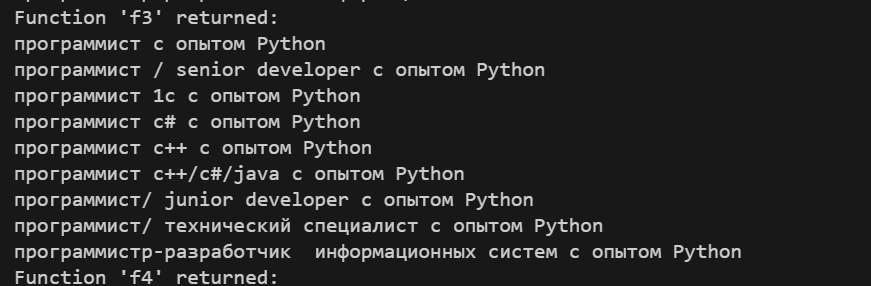 Function 'f3' returned:
программист с опытом Python
программист / senior developer с опытом Python
программист 1с с опытом Python
программист c# с опытом Python
программист c++ с опытом Python
программист c++/c#/java с опытом Python
программист/ junior developer с опытом Python
программист/ технический специалист с опытом Python
программистр-разработчик  информационных систем с опытом Python
Function 'f4' returned: